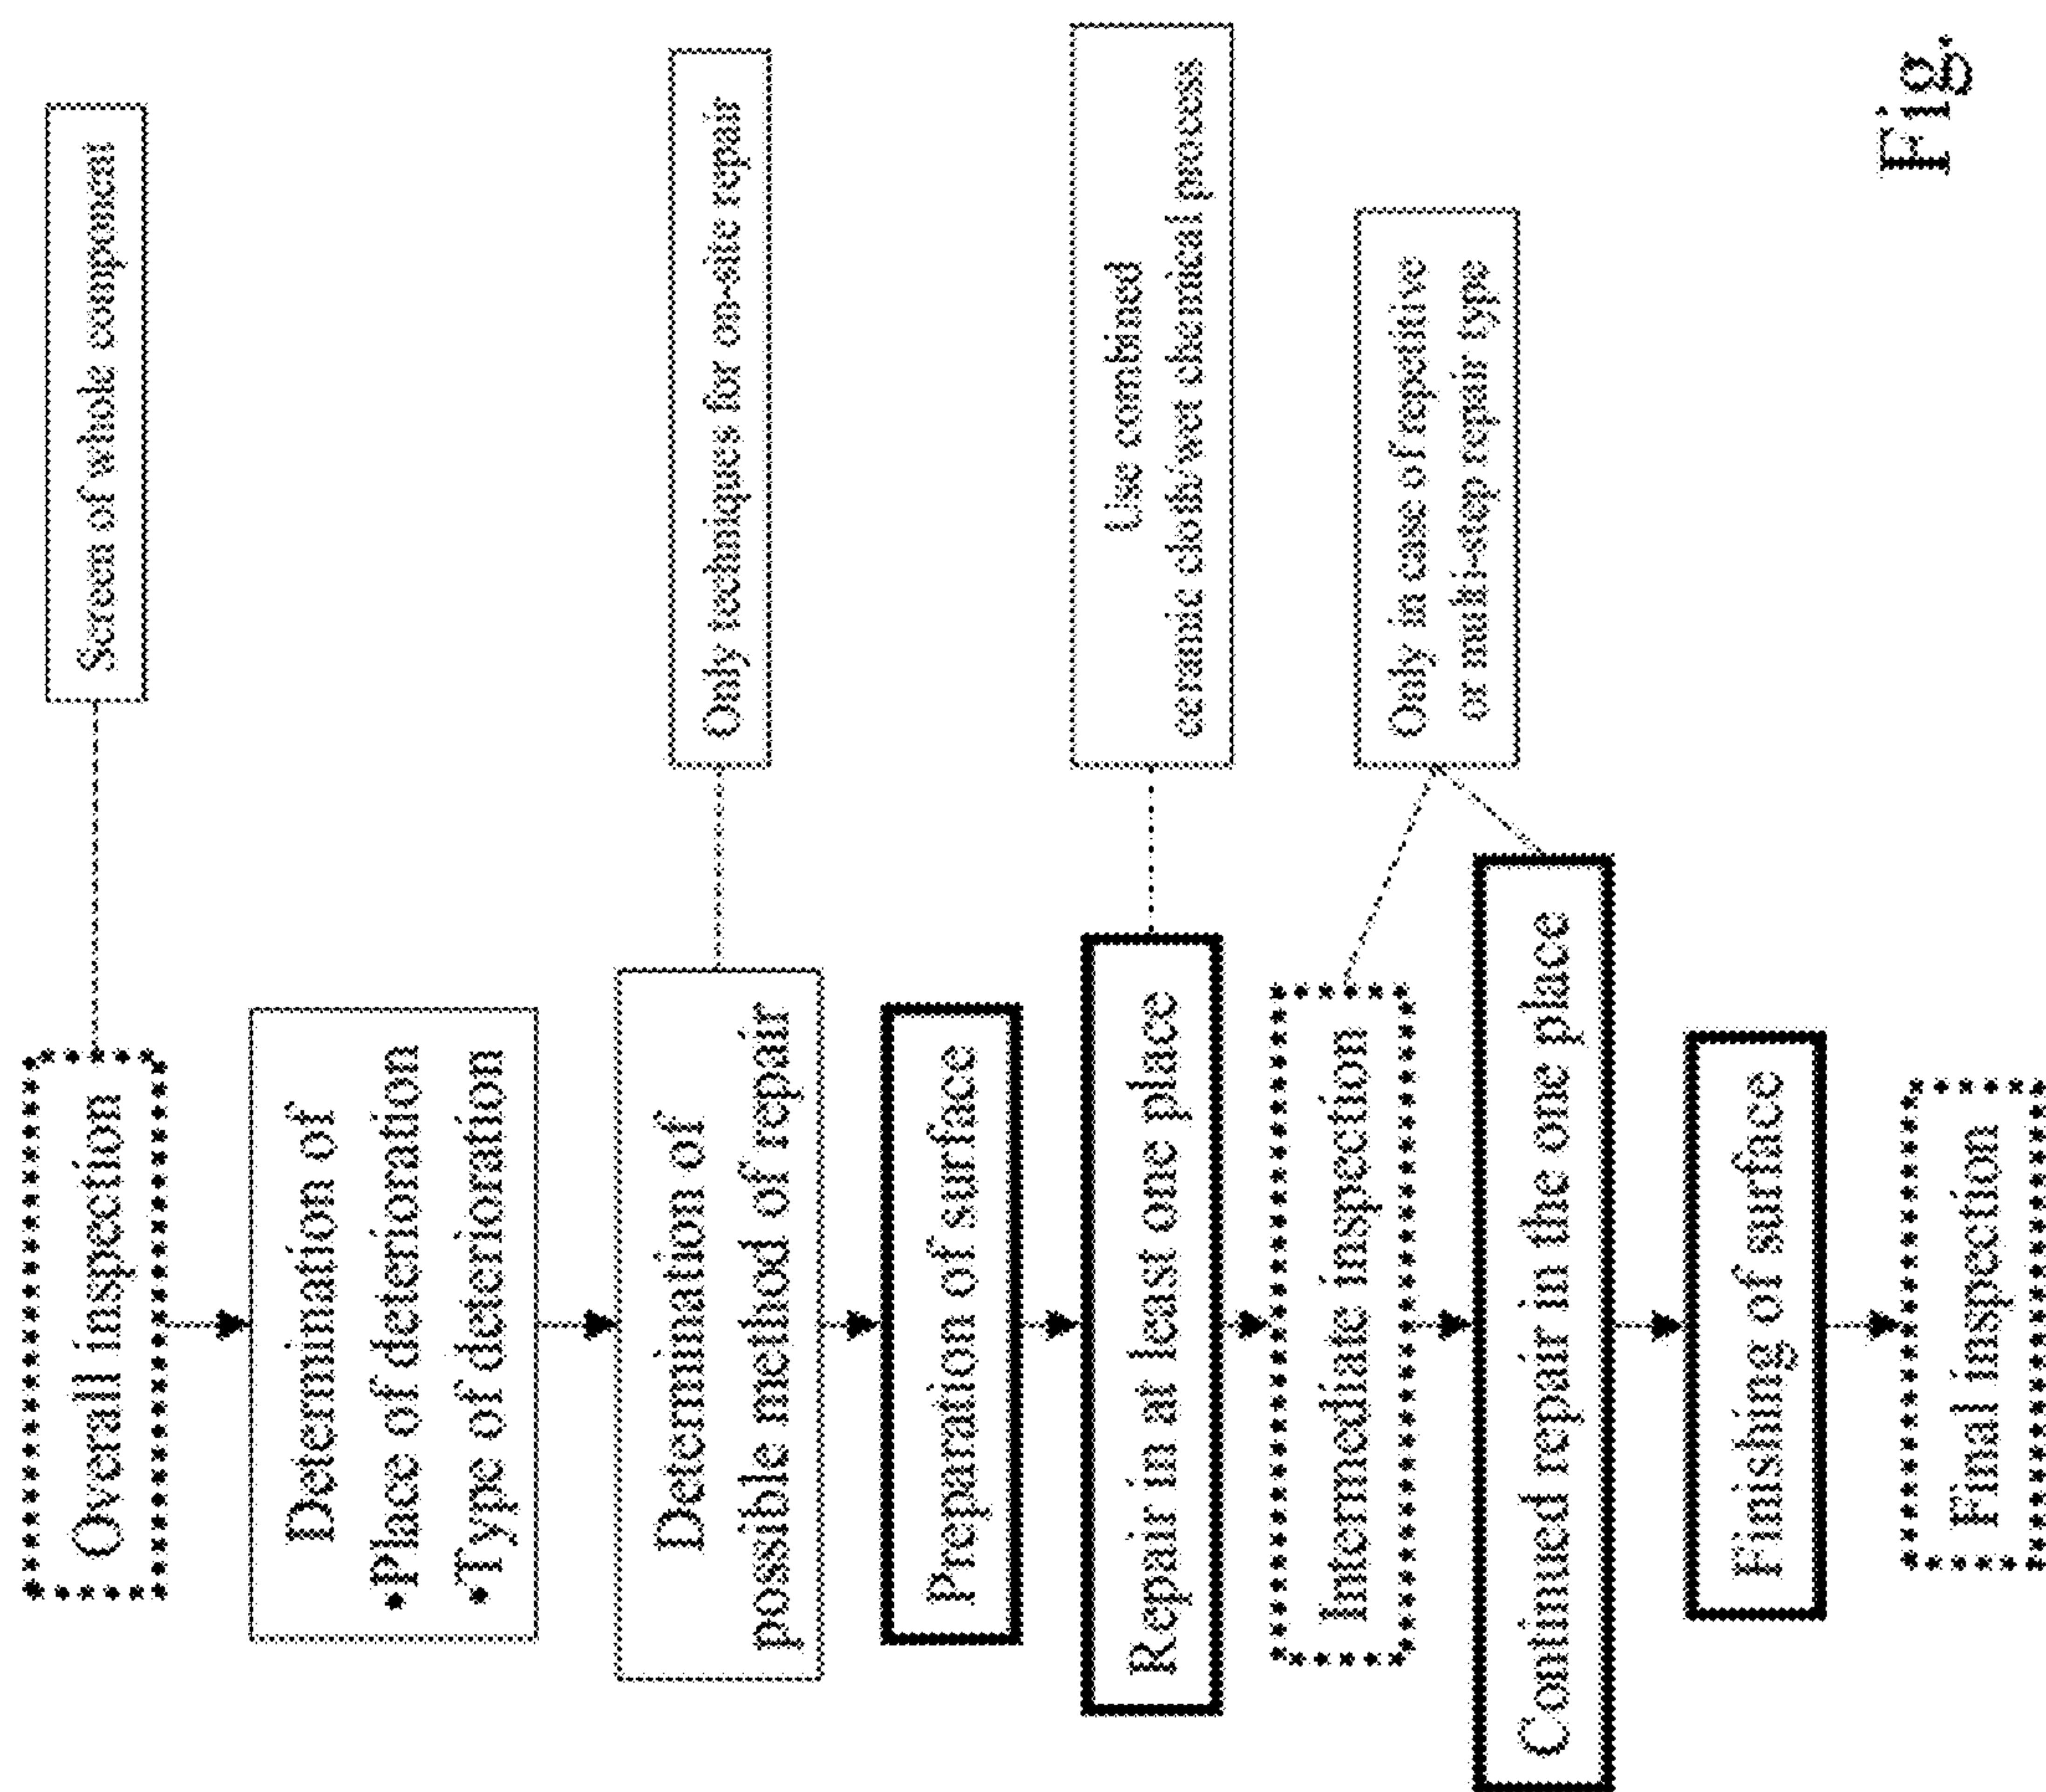 Overall inspection
Screen of whole component
Determination of
•Place of deterioration
•Type of deterioration
Determination of
possible method of repair
Only techniques for on-site repair
Preparation of surface
Repair in at least one place
Use combined
ceramic cloth/wet chemical process
Intermediate inspection
Only in case of repetitive
or multi-step repair type
Continued repair in the one place
Finishing of surface
Final inspection
Fig.